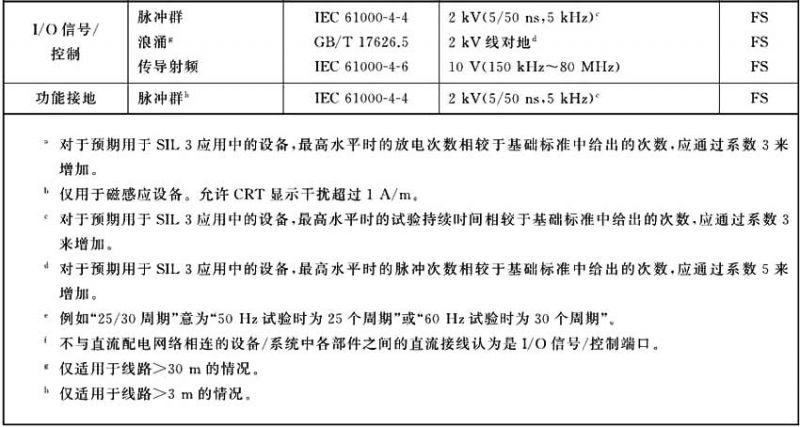 I/O 信号/
控制
脉冲群 IEC 61000-4-4 2 kV(5/50 ns,5 kHz)ᶜ FS
浪涌ᵍ GB/T 17626.5 2 kV 线对地ᵈ FS
传导射频 IEC 61000-4-6 10 V(150 kHz～80 MHz) FS
功能接地 脉冲群ʰ IEC 61000-4-4 2 kV(5/50 ns,5 kHz)ᶜ FS
ᵃ 对于预期用于 SIL 3 应用中的设备,最高水平时的放电次数相较于基础标准中给出的次数,应通过系数 3 来
增加。
ᵇ 仅用于磁感应设备。允许 CRT 显示干扰超过 1 A/m。
ᶜ 对于预期用于 SIL 3 应用中的设备,最高水平时的试验持续时间相较于基础标准中给出的次数,应通过系数 3
来增加。
ᵈ 对于预期用于 SIL 3 应用中的设备,最高水平时的脉冲次数相较于基础标准中给出的次数,应通过系数 5 来
增加。
ᵉ 例如“25/30 周期”意为“50 Hz 试验时为 25 个周期”或“60 Hz 试验时为 30 个周期”。
ᶠ 不与直流配电网络相连的设备/系统中各部件之间的直流接线认为是 I/O 信号/控制端口。
ᵍ 仅适用于线路>30 m 的情况。
ʰ 仅适用于线路>3 m 的情况。